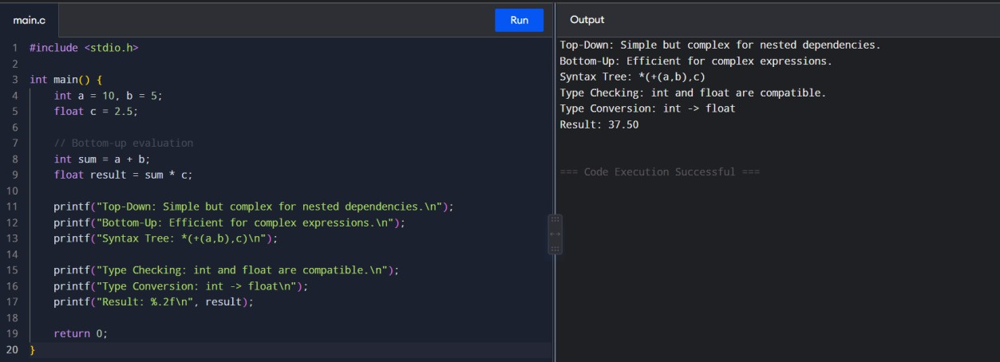 main.c
Run
1 #include <stdio.h>
2
3 int main() {
4 int a = 10, b = 5;
5 float c = 2.5;
6
7 // Bottom-up evaluation
8 int sum = a + b;
9 float result = sum * c;
10
11 printf("Top-Down: Simple but complex for nested dependencies.\n");
12 printf("Bottom-Up: Efficient for complex expressions.\n");
13 printf("Syntax Tree: *(+(a,b),c)\n");
14
15 printf("Type Checking: int and float are compatible.\n");
16 printf("Type Conversion: int -> float\n");
17 printf("Result: %.2f\n", result);
18
19 return 0;
20 }
Output
Top-Down: Simple but complex for nested dependencies.
Bottom-Up: Efficient for complex expressions.
Syntax Tree: *(+(a,b),c)
Type Checking: int and float are compatible.
Type Conversion: int -> float
Result: 37.50
=== Code Execution Successful ===